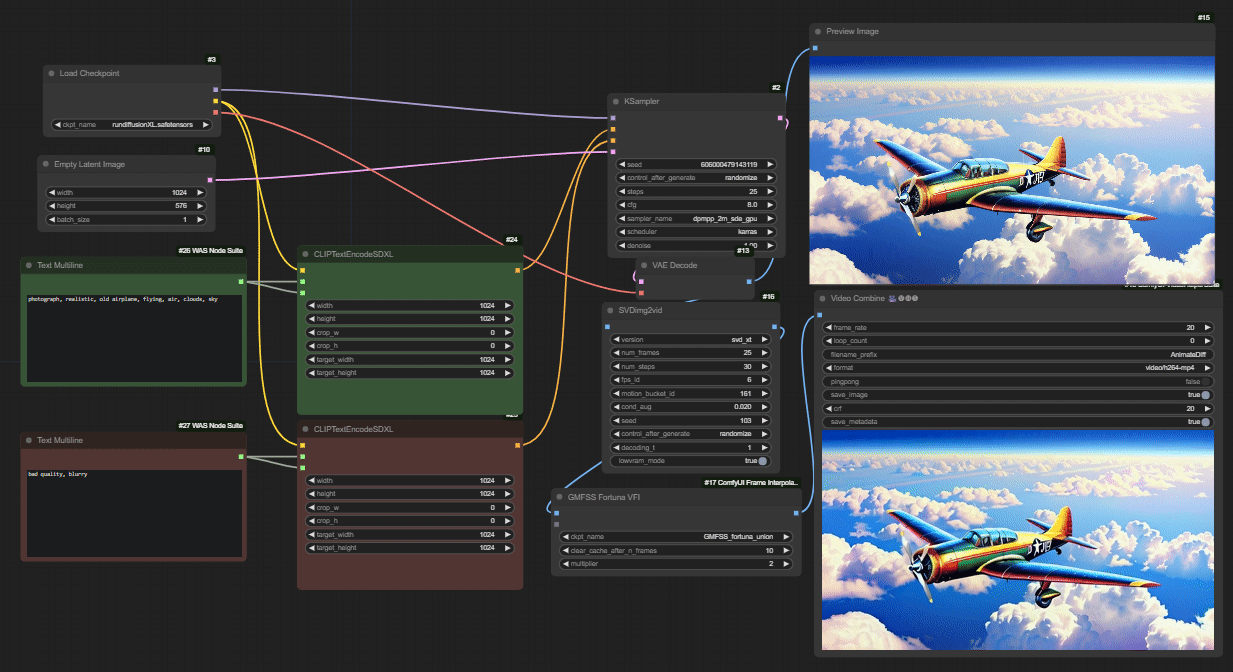 #3
Load Checkpoint
ckpt_name rundiffusionXL.safetensors
#10
Empty Latent Image
width 1024
height 576
batch_size 1
#26 WAS Node Suite
Text Multiline
photograph, realistic, old airplane, flying, air, clouds, sky
#27 WAS Node Suite
Text Multiline
bad quality, blurry
#24
CLIPTextEncodeSDXL
width 1024
height 1024
crop_w 0
crop_h 0
target_width 1024
target_height 1024
CLIPTextEncodeSDXL
width 1024
height 1024
crop_w 0
crop_h 0
target_width 1024
target_height 1024
#2
KSampler
seed 606000479143119
control_after_generate randomize
steps 25
cfg 8.0
sampler_name dpmpp_2m_sde_gpu
scheduler karras
denoise
#13
VAE Decode
#16
SVDimg2vid
version svd_xt
num_frames 25
num_steps 30
fps_id 6
motion_bucket_id 161
cond_aug 0.020
seed 103
control_after_generate randomize
decoding_t 1
lowvram_mode true
#17 ComfyUI Frame Interpola..
GMFSS Fortuna VFI
ckpt_name GMFSS_fortuna_union
clear_cache_after_n_frames 10
multiplier 2
#15
Preview Image
Video Combine
frame_rate 20
loop_count 0
filename_prefix AnimateDiff
format video/h264-mp4
pingpong false
save_image true
crf 20
save_metadata true